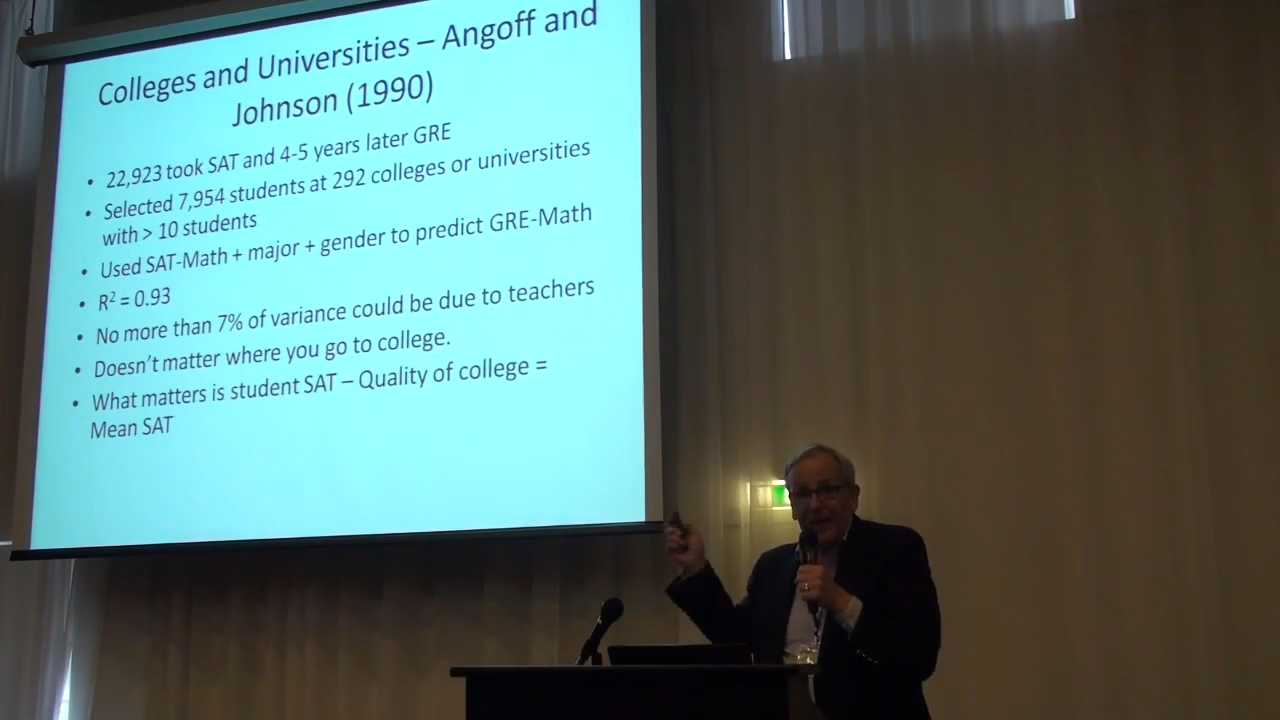 Colleges and Universities – Angoff and
Johnson (1990)
• 22,923 took SAT and 4-5 years later GRE
• Selected 7,954 students at 292 colleges or universities
with > 10 students
• Used SAT-Math + major + gender to predict GRE-Math
• R² = 0.93
• No more than 7% of variance could be due to teachers
• Doesn't matter where you go to college.
• What matters is student SAT – Quality of college =
Mean SAT